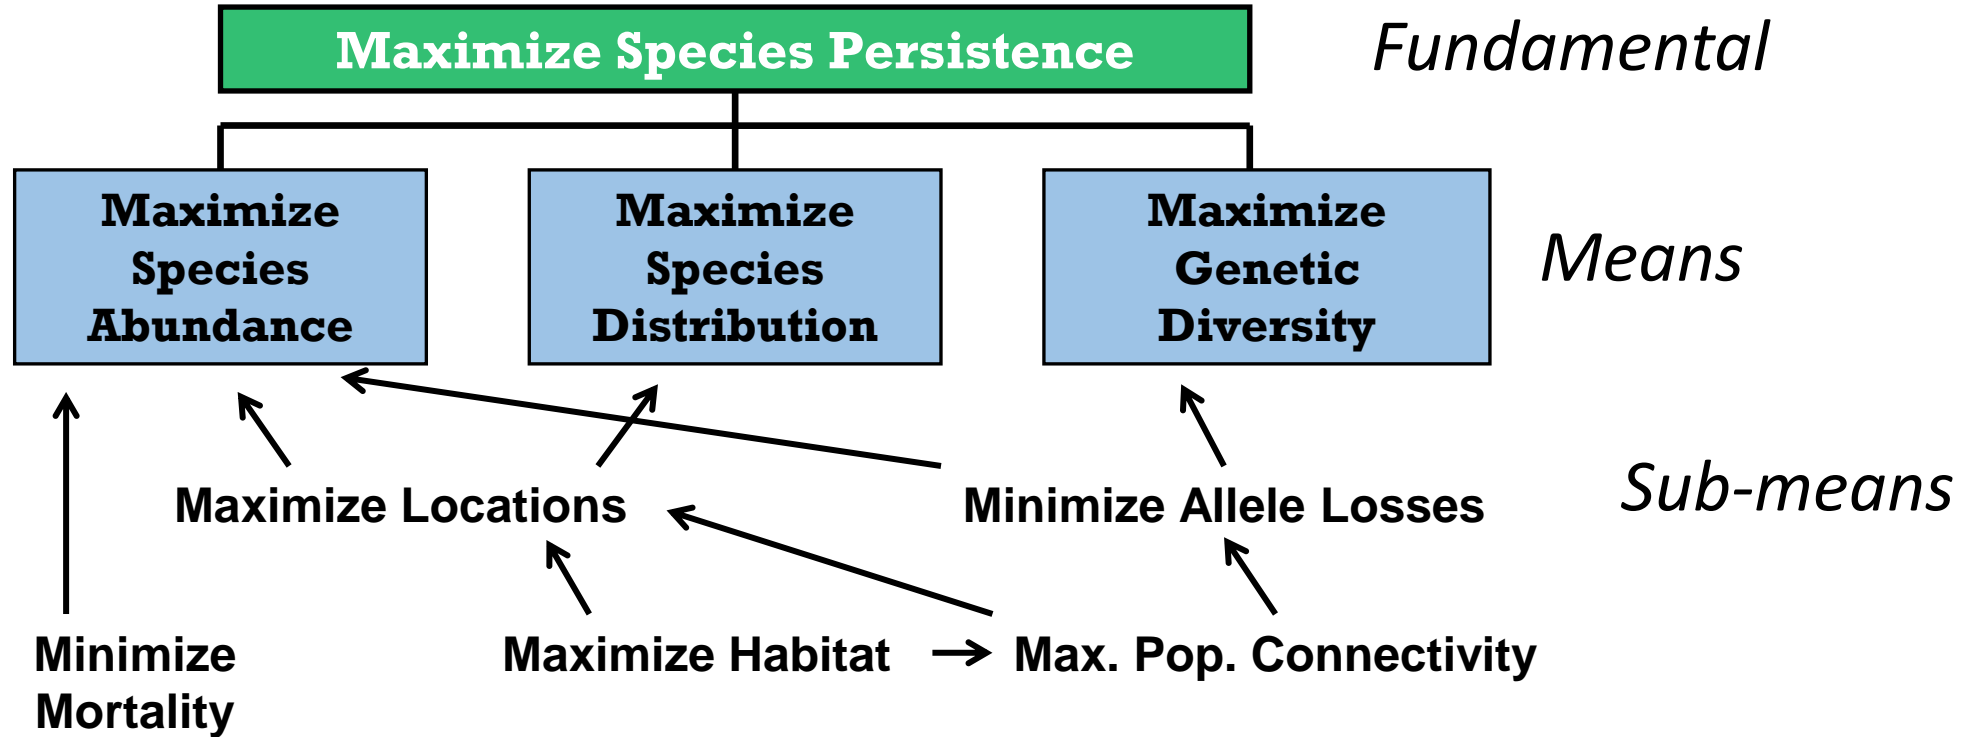 Maximize Species Persistence
Fundamental
Maximize
Species
Abundance
Maximize
Species
Distribution
Maximize
Genetic
Diversity
Means
Maximize Locations
Minimize Allele Losses
Sub-means
Minimize
Mortality
Maximize Habitat
Max. Pop. Connectivity